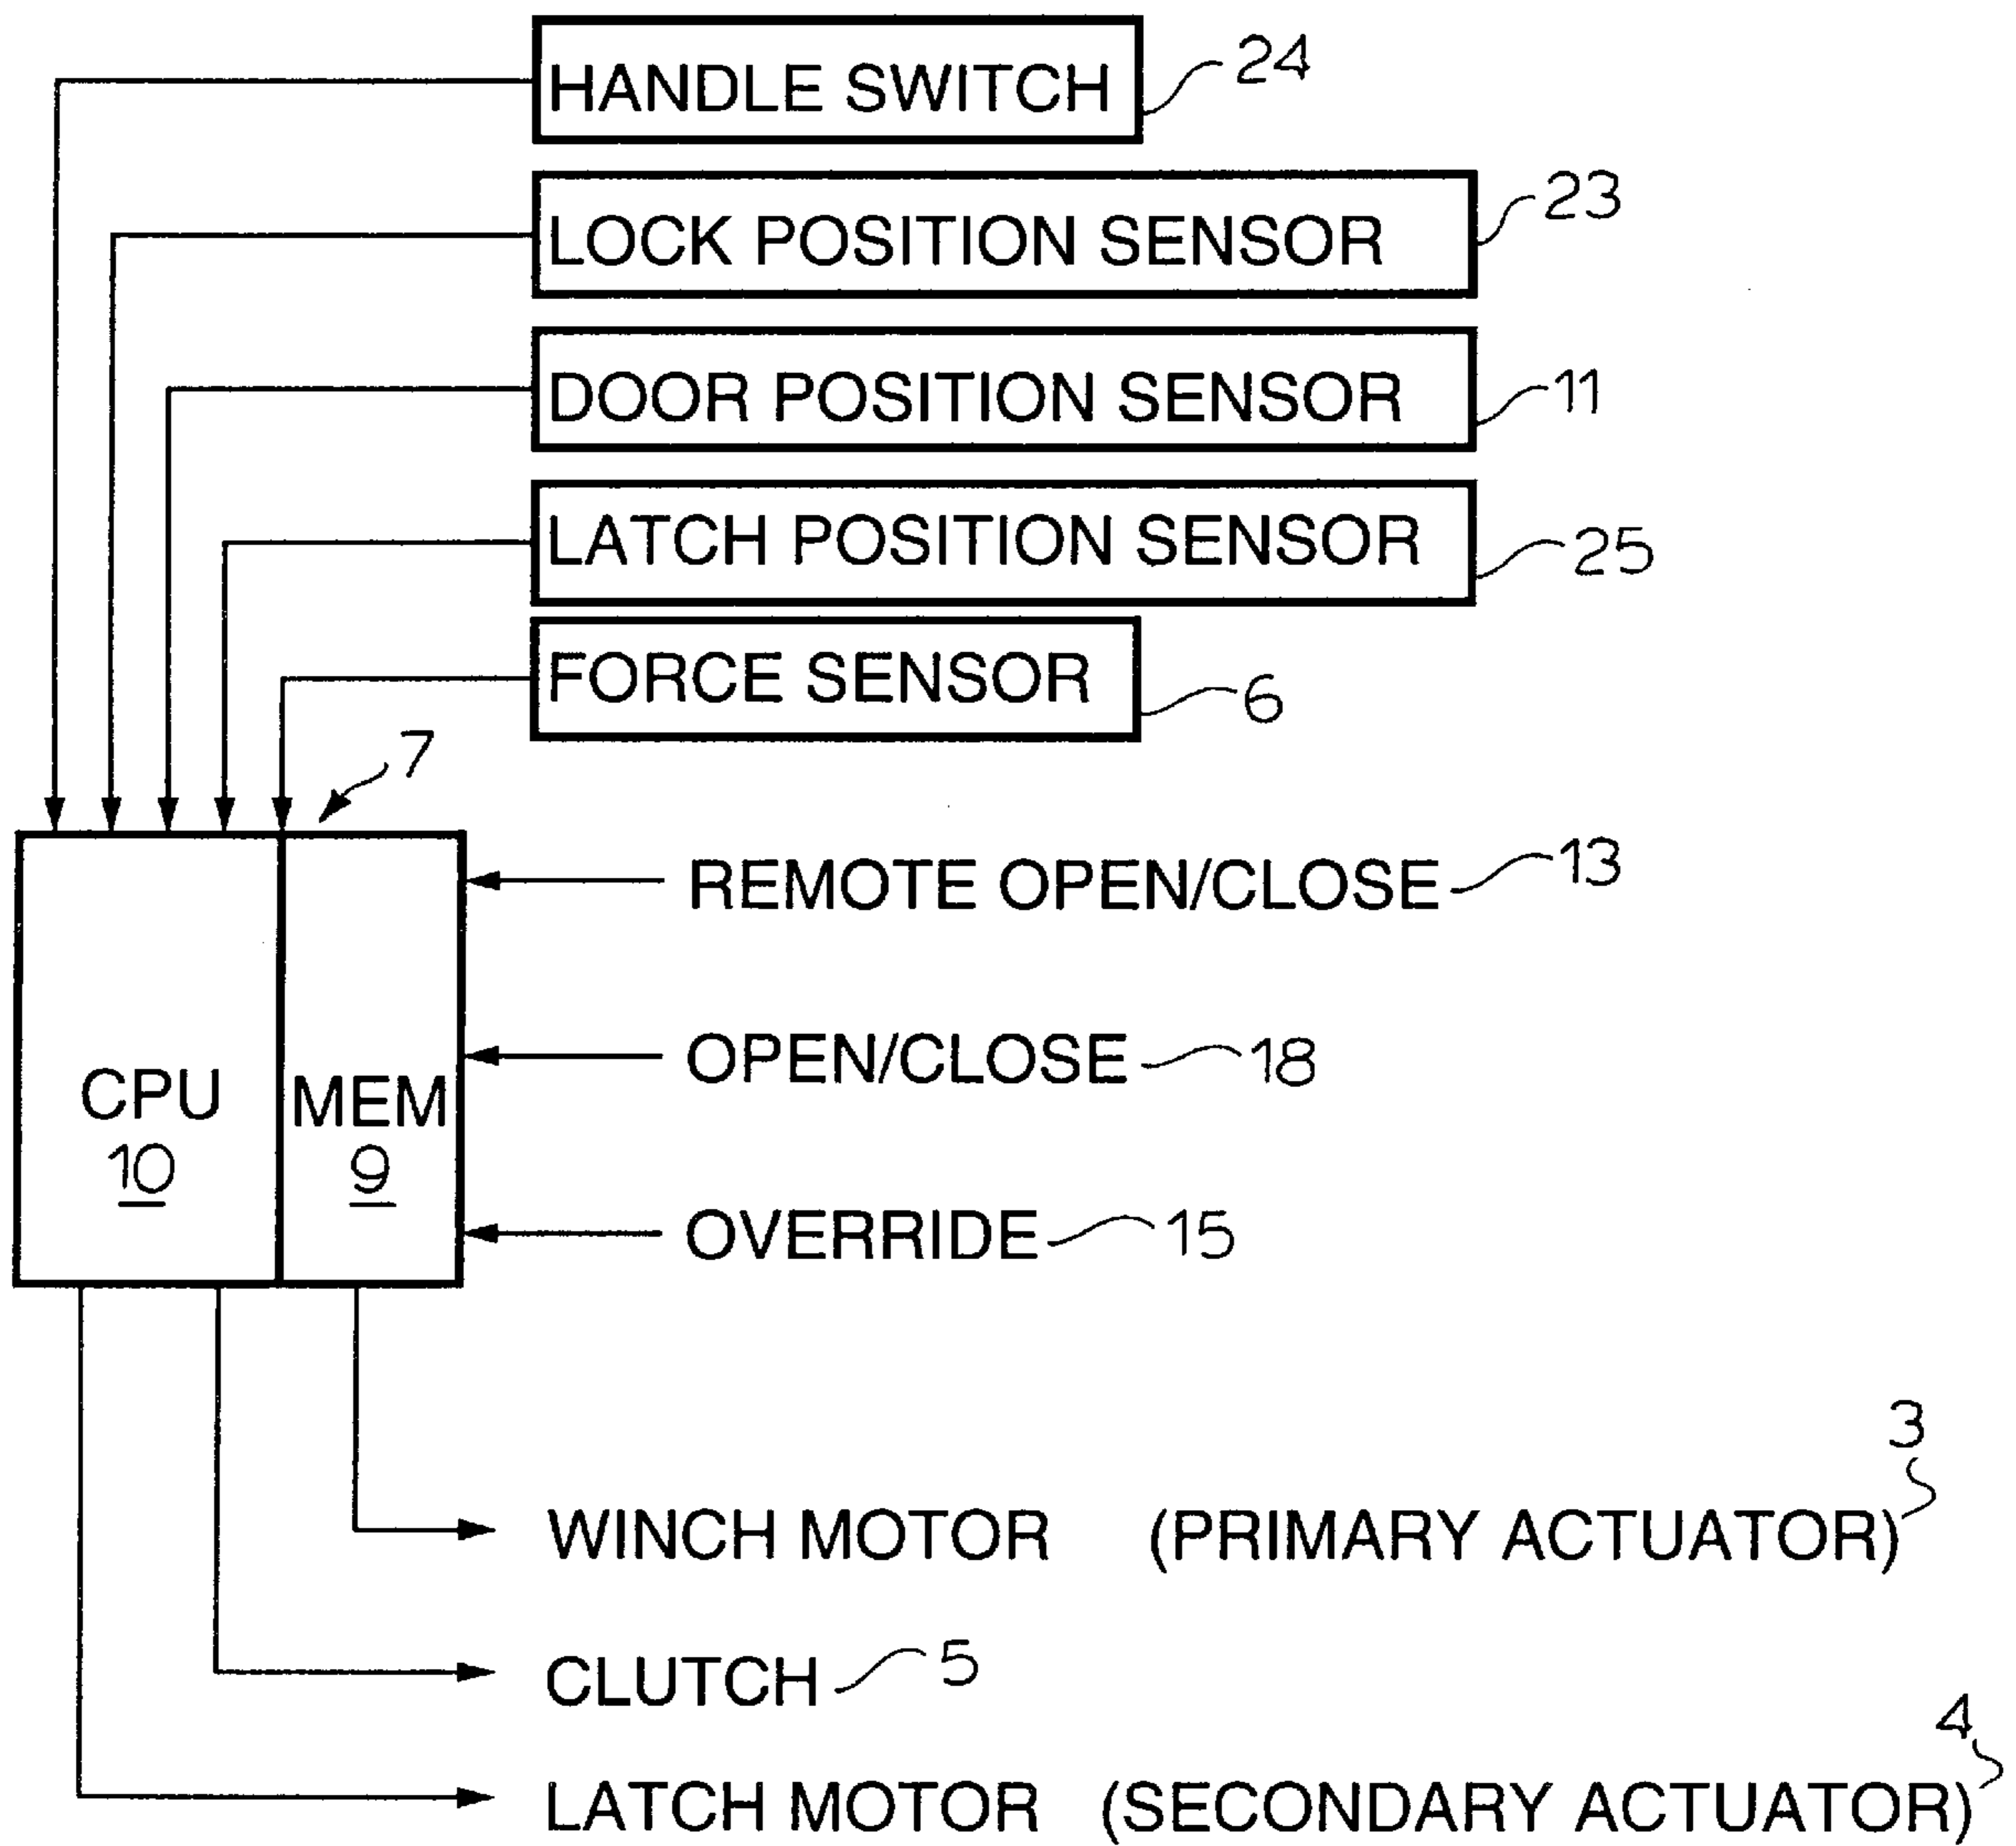 HANDLE SWITCH 24
LOCK POSITION SENSOR 23
DOOR POSITION SENSOR 11
LATCH POSITION SENSOR 25
FORCE SENSOR 6
7
REMOTE OPEN/CLOSE 13
OPEN/CLOSE 18
CPU
10
MEM
9
OVERRIDE 15
3
WINCH MOTOR (PRIMARY ACTUATOR)
CLUTCH 5
4
LATCH MOTOR (SECONDARY ACTUATOR)